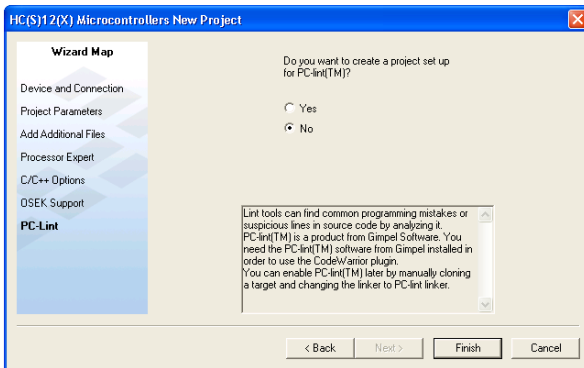 HC(S)12(X) Microcontrollers New Project
Wizard Map
Device and Connection
Project Parameters
Add Additional Files
Processor Expert
C/C++ Options
OSEK Support
PC-Lint
Do you want to create a project set up
for PC-lint(TM)?
Yes
No
Lint tools can find common programming mistakes or
suspicious lines in source code by analyzing it.
PC-lint(TM) is a product from Gimpel Software. You
need the PC-lint(TM) software from Gimpel installed in
order to use the CodeWarrior plugin.
You can enable PC-lint(TM) later by manually cloning
a target and changing the linker to PC-lint linker.
< Back
Next >
Finish
Cancel